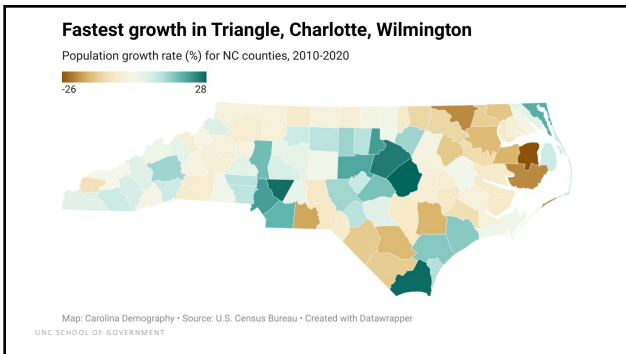 Fastest growth in Triangle, Charlotte, Wilmington
Population growth rate (%) for NC counties, 2010-2020
-26 28
Map: Carolina Demography • Source: U.S. Census Bureau • Created with Datawrapper
UNC SCHOOL OF GOVERNMENT